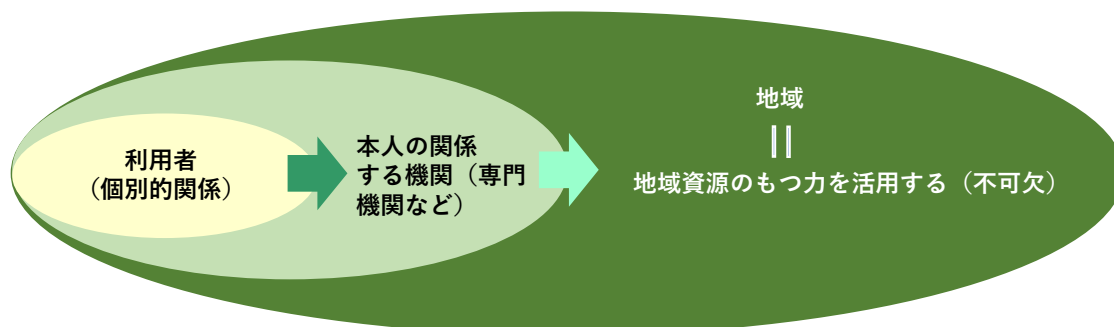 利用者
（個別的関係）
本人の関係
する機関（専門
機関など）
地域
＝
地域資源のもつ力を活用する（不可欠）